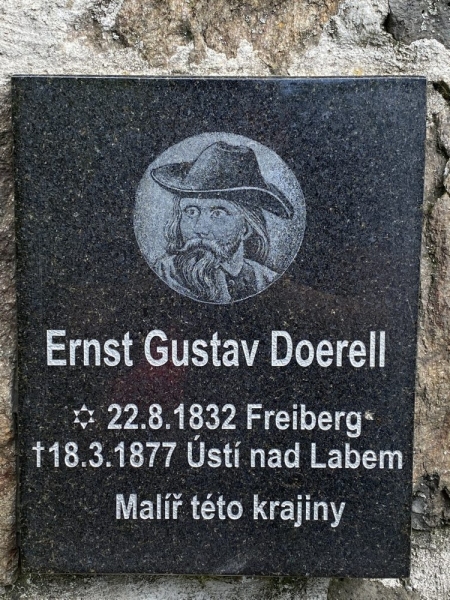 Ernst Gustav Doerell
✡ 22.8.1832 Freiberg
†18.3.1877 Ústí nad Labem
Malíř této krajiny